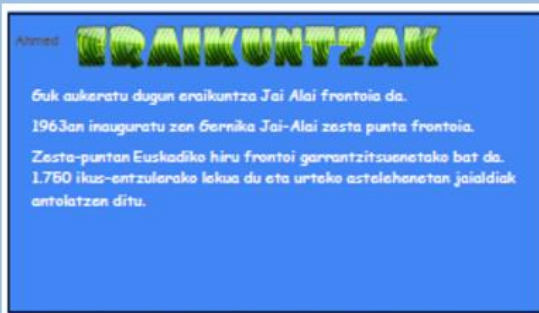 Ahmed
ERAIKUNTZAK
Guk aukeratu dugun eraikuntza Jai Alai frontoia da.
1963an inauguratu zen Gernika Jai-Alai zesta punta frontoia.
Zesta-puntan Euskadiko hiru frontoi garrantzitsuenetako bat da.
1.750 ikus-entzulerako lekua du eta urteko astelehenetan jaialdiak
antolatzen ditu.